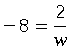 -8 = 2/w